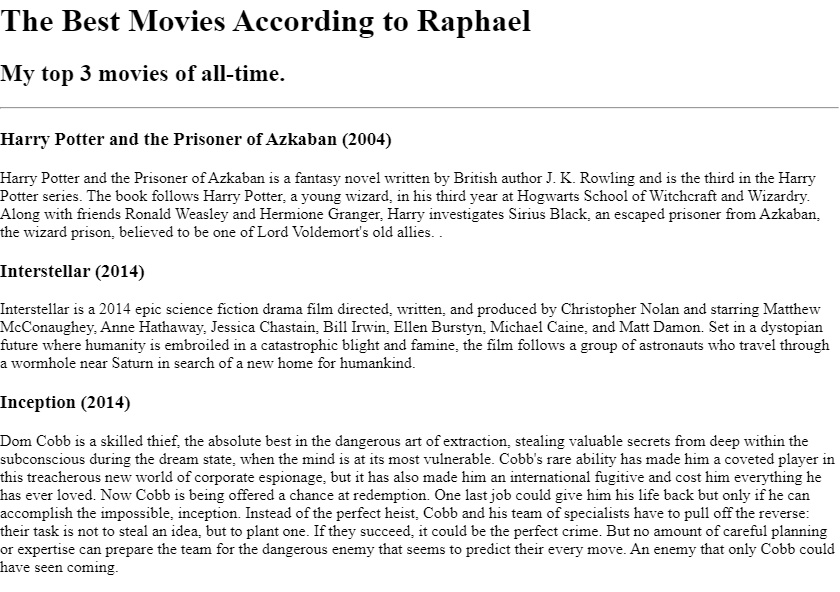 The Best Movies According to Raphael
My top 3 movies of all-time.
Harry Potter and the Prisoner of Azkaban (2004)
Harry Potter and the Prisoner of Azkaban is a fantasy novel written by British author J. K. Rowling and is the third in the Harry
Potter series. The book follows Harry Potter, a young wizard, in his third year at Hogwarts School of Witchcraft and Wizardry.
Along with friends Ronald Weasley and Hermione Granger, Harry investigates Sirius Black, an escaped prisoner from Azkaban,
the wizard prison, believed to be one of Lord Voldemort's old allies. .
Interstellar (2014)
Interstellar is a 2014 epic science fiction drama film directed, written, and produced by Christopher Nolan and starring Matthew
McConaughey, Anne Hathaway, Jessica Chastain, Bill Irwin, Ellen Burstyn, Michael Caine, and Matt Damon. Set in a dystopian
future where humanity is embroiled in a catastrophic blight and famine, the film follows a group of astronauts who travel through
a wormhole near Saturn in search of a new home for humankind.
Inception (2014)
Dom Cobb is a skilled thief, the absolute best in the dangerous art of extraction, stealing valuable secrets from deep within the
subconscious during the dream state, when the mind is at its most vulnerable. Cobb's rare ability has made him a coveted player in
this treacherous new world of corporate espionage, but it has also made him an international fugitive and cost him everything he
has ever loved. Now Cobb is being offered a chance at redemption. One last job could give him his life back but only if he can
accomplish the impossible, inception. Instead of the perfect heist, Cobb and his team of specialists have to pull off the reverse:
their task is not to steal an idea, but to plant one. If they succeed, it could be the perfect crime. But no amount of careful planning
or expertise can prepare the team for the dangerous enemy that seems to predict their every move. An enemy that only Cobb could
have seen coming.